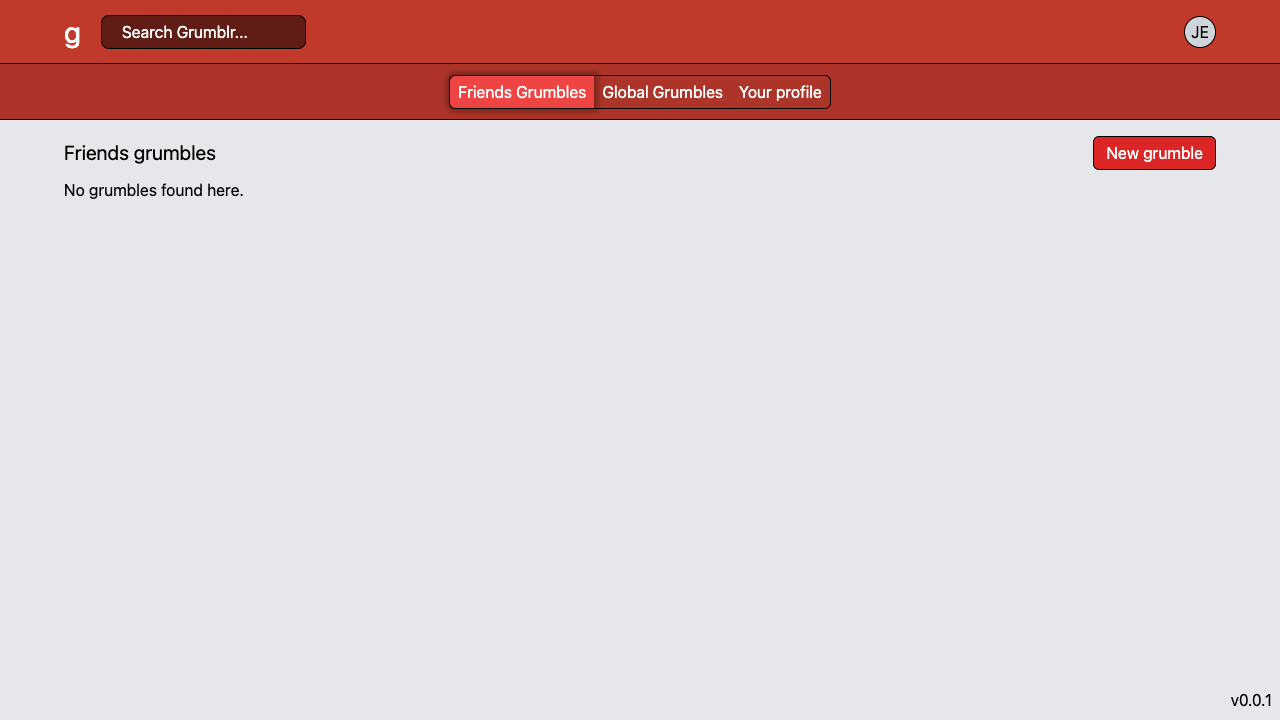 g
Search Grumblr...
JE
Friends Grumbles
Global Grumbles
Your profile
Friends grumbles
New grumble
No grumbles found here.
v0.0.1